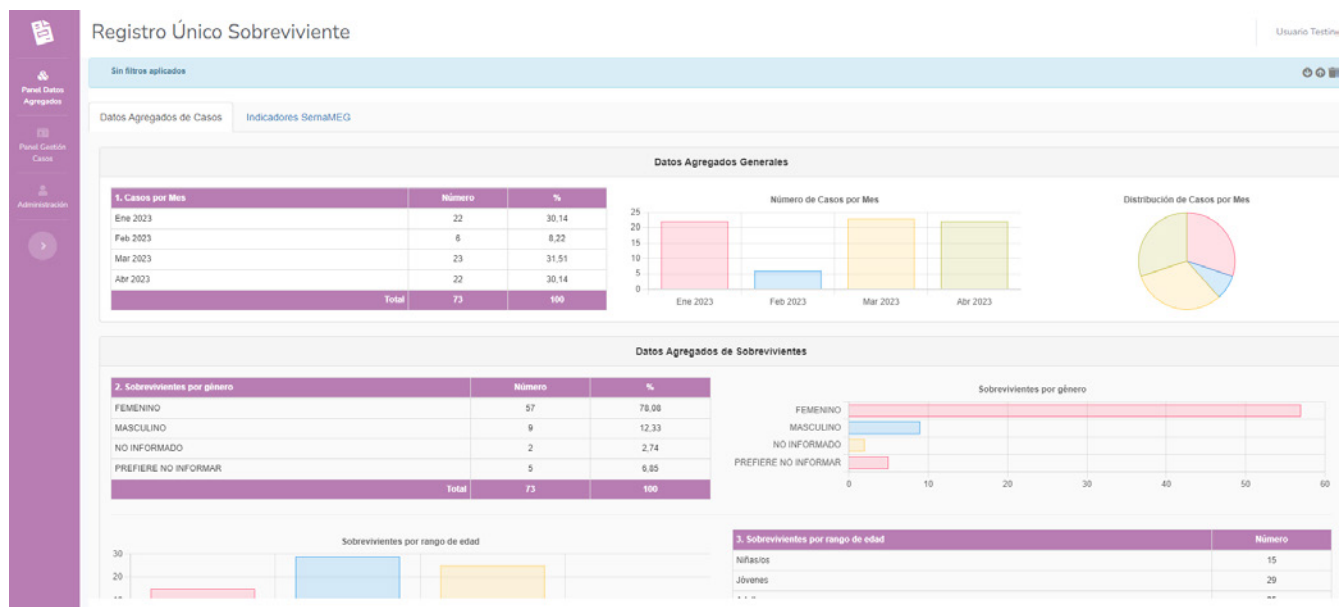 Registro Único Sobreviviente
Usuario Testin
Sin filtros aplicados
Panel Datos
Agregados
Panel Gestión
Casos
Administración
Datos Agregados de Casos Indicadores SernaMEG
Datos Agregados Generales
1. Casos por Mes Número %
Ene 2023 22 30,14
Feb 2023 6 8,22
Mar 2023 23 31,51
Abr 2023 22 30,14
Total 73 100
Número de Casos por Mes
25
20
15
10
5
0
Ene 2023 Feb 2023 Mar 2023 Abr 2023
Distribución de Casos por Mes
Datos Agregados de Sobrevivientes
2. Sobrevivientes por género Número %
FEMENINO 57 78,08
MASCULINO 9 12,33
NO INFORMADO 2 2,74
PREFIERE NO INFORMAR 5 6,85
Total 73 100
Sobrevivientes por género
FEMENINO
MASCULINO
NO INFORMADO
PREFIERE NO INFORMAR
0 10 20 30 40 50 60
Sobrevivientes por rango de edad
30
20
3. Sobrevivientes por rango de edad Número
Niñas/os 15
Jóvenes 29